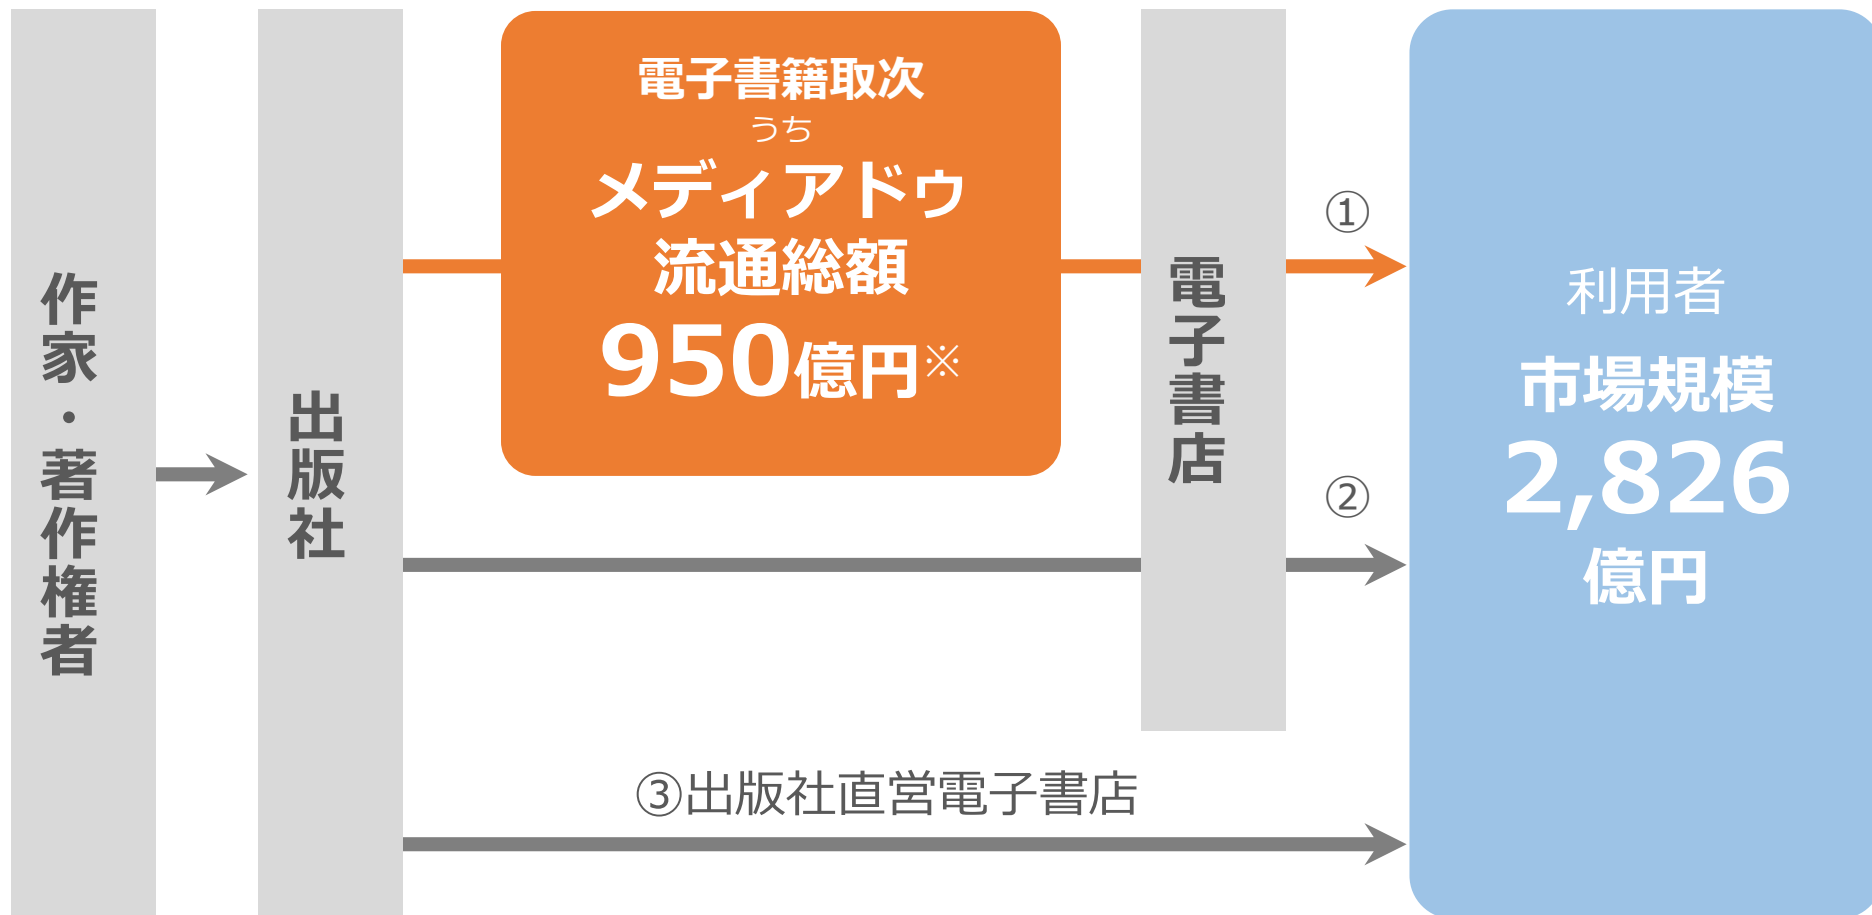 作家・著作権者
出版社
電子書籍取次
うち
メディアドゥ
流通総額
950億円※
電子書店
①
②
③出版社直営電子書店
利用者
市場規模
2,826
億円